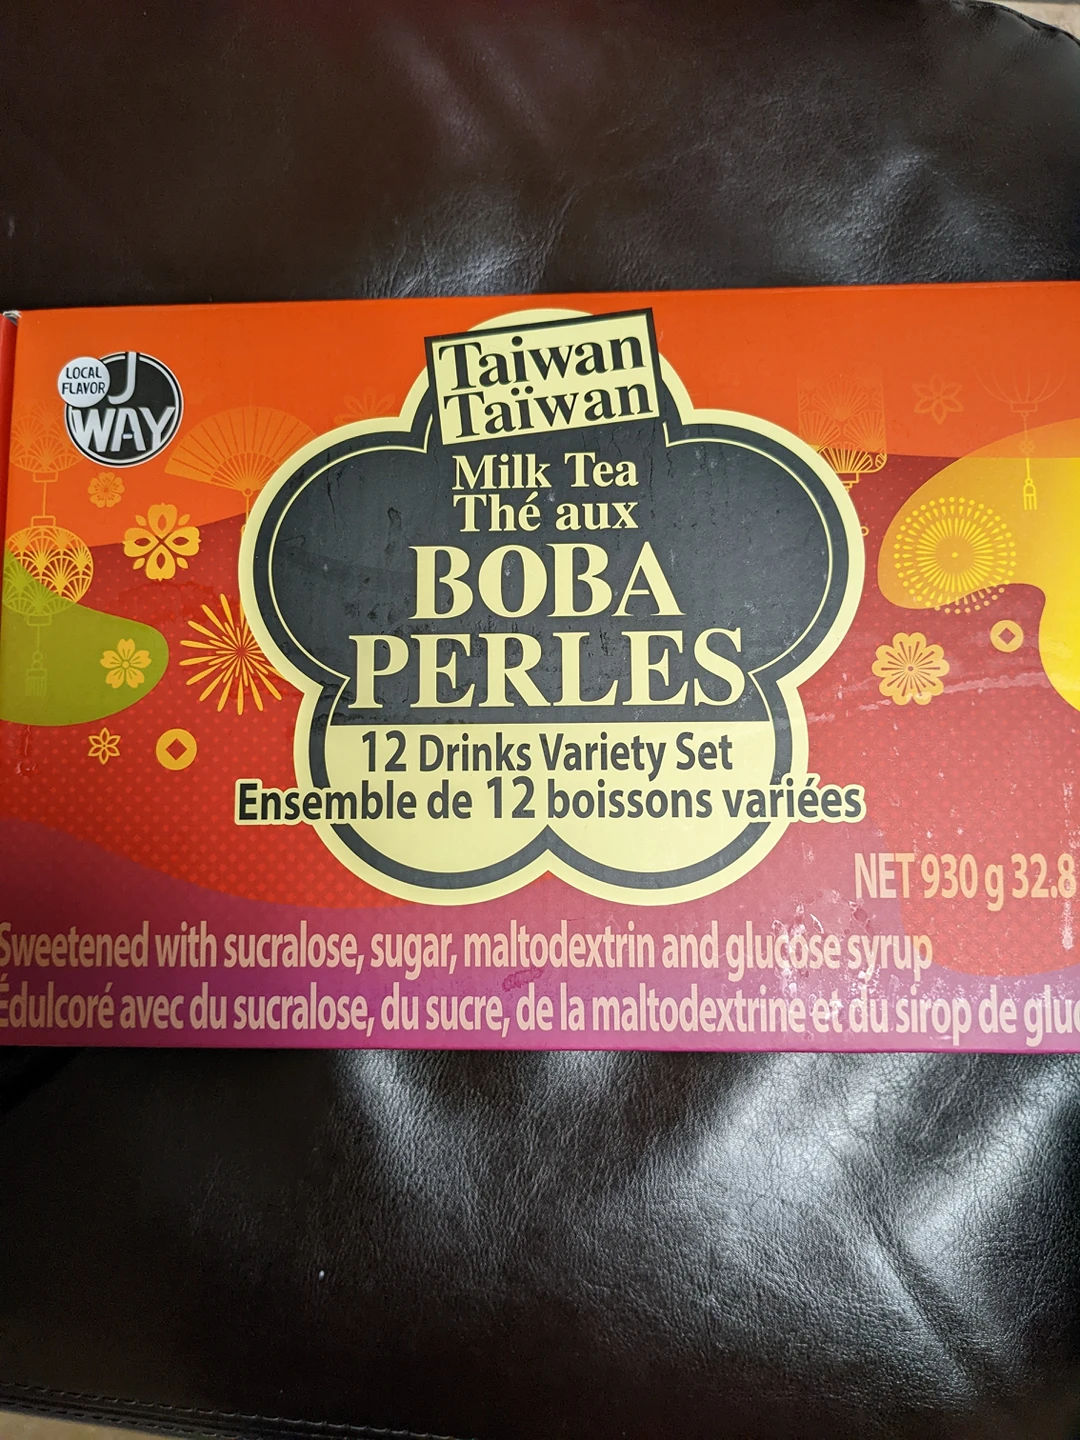 LOCAL
FLAVOR
J
WAY
Taiwan
Taïwan
Milk Tea
Thé aux
BOBA
PERLES
12 Drinks Variety Set
Ensemble de 12 boissons variées
NET 930 g 32.8
Sweetened with sucralose, sugar, maltodextrin and glucose syrup
Édulcoré avec du sucralose, du sucre, de la maltodextrine et du sirop de gluc